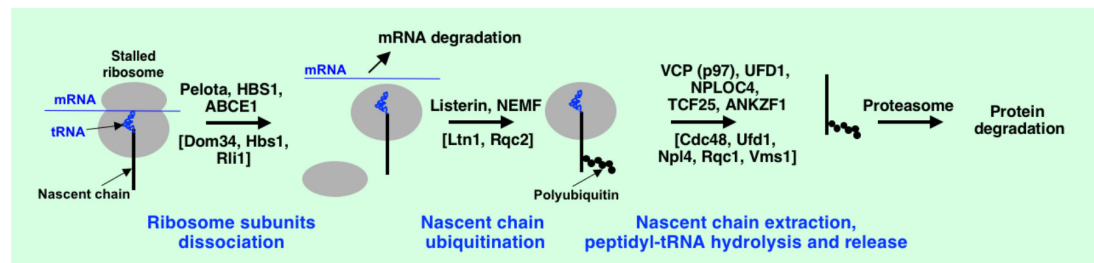 Stalled
ribosome
mRNA
tRNA
Nascent chain
Pelota, HBS1,
ABCE1
[Dom34, Hbs1,
Rli1]
Ribosome subunits
dissociation
mRNA degradation
mRNA
Listerin, NEMF
[Ltn1, Rqc2]
Nascent chain
ubiquitination
Polyubiquitin
VCP (p97), UFD1,
NPLOC4,
TCF25, ANKZF1
[Cdc48, Ufd1,
Npl4, Rqc1, Vms1]
Nascent chain extraction,
peptidyl-tRNA hydrolysis and release
Proteasome
Protein
degradation